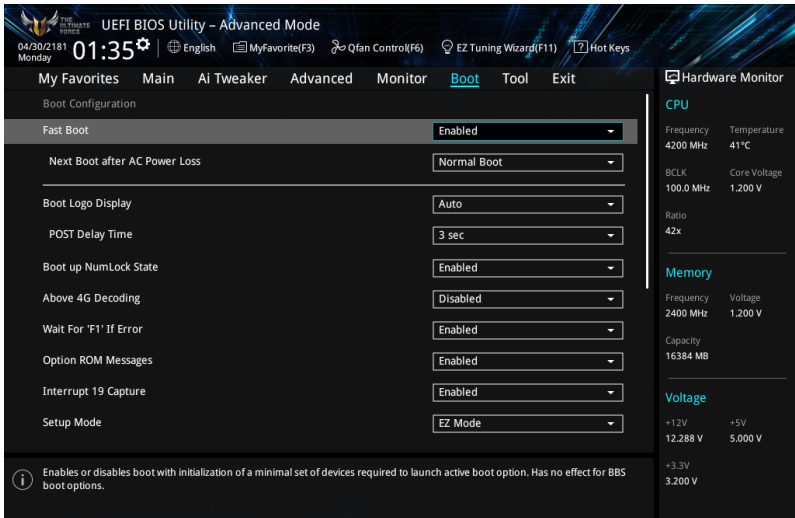 THE ULTIMATE FORCE
UEFI BIOS Utility – Advanced Mode
04/30/2181
Monday
01:35
English
MyFavorite(F3)
Qfan Control(F6)
EZ Tuning Wizard(F11)
? Hot Keys
My Favorites Main Ai Tweaker Advanced Monitor Boot Tool Exit
Hardware Monitor
Boot Configuration
Fast Boot Enabled
Next Boot after AC Power Loss Normal Boot
Boot Logo Display Auto
POST Delay Time 3 sec
Boot up NumLock State Enabled
Above 4G Decoding Disabled
Wait For 'F1' If Error Enabled
Option ROM Messages Enabled
Interrupt 19 Capture Enabled
Setup Mode EZ Mode
Enables or disables boot with initialization of a minimal set of devices required to launch active boot option. Has no effect for BBS
boot options.
CPU
Frequency Temperature
4200 MHz 41°C
BCLK Core Voltage
100.0 MHz 1.200 V
Ratio
42x
Memory
Frequency Voltage
2400 MHz 1.200 V
Capacity
16384 MB
Voltage
+12V +5V
12.288 V 5.000 V
+3.3V
3.200 V